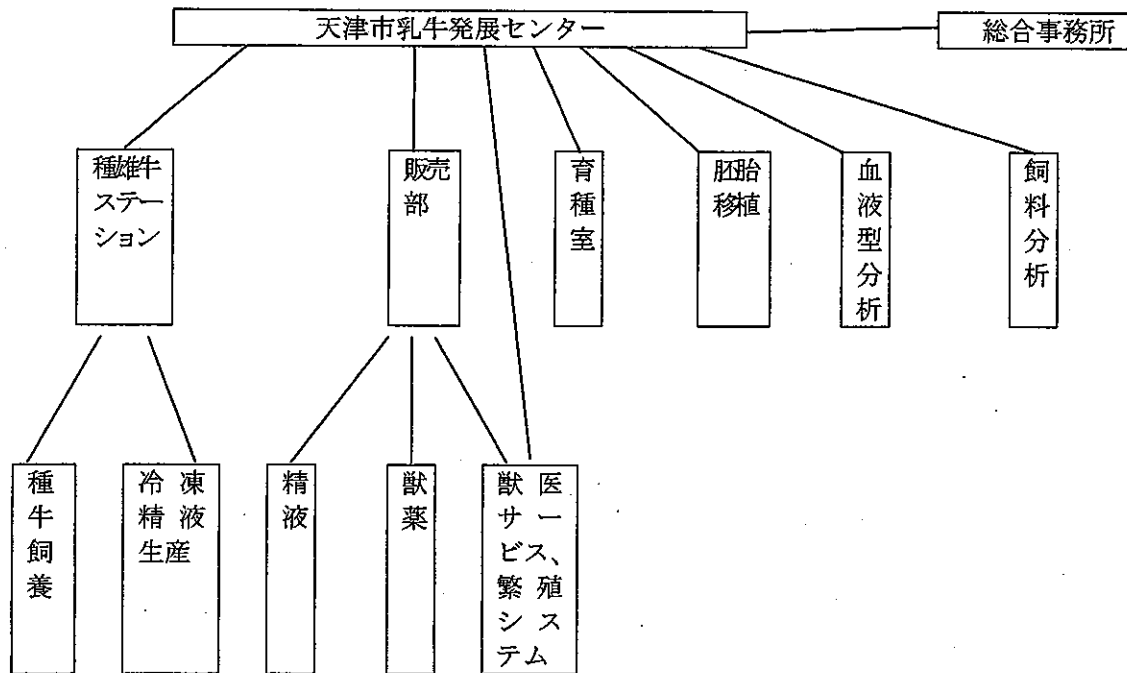 天津市乳牛発展センター
総合事務所
種雄牛
ステー
ション
販売
部
育
種
室
胚胎
移植
血
液
型
分
析
飼
料
分
析
種
牛
飼
養
冷凍
精液
生産
精
液
獣
薬
獣医
サー
ビス、
繁殖
シス
テム